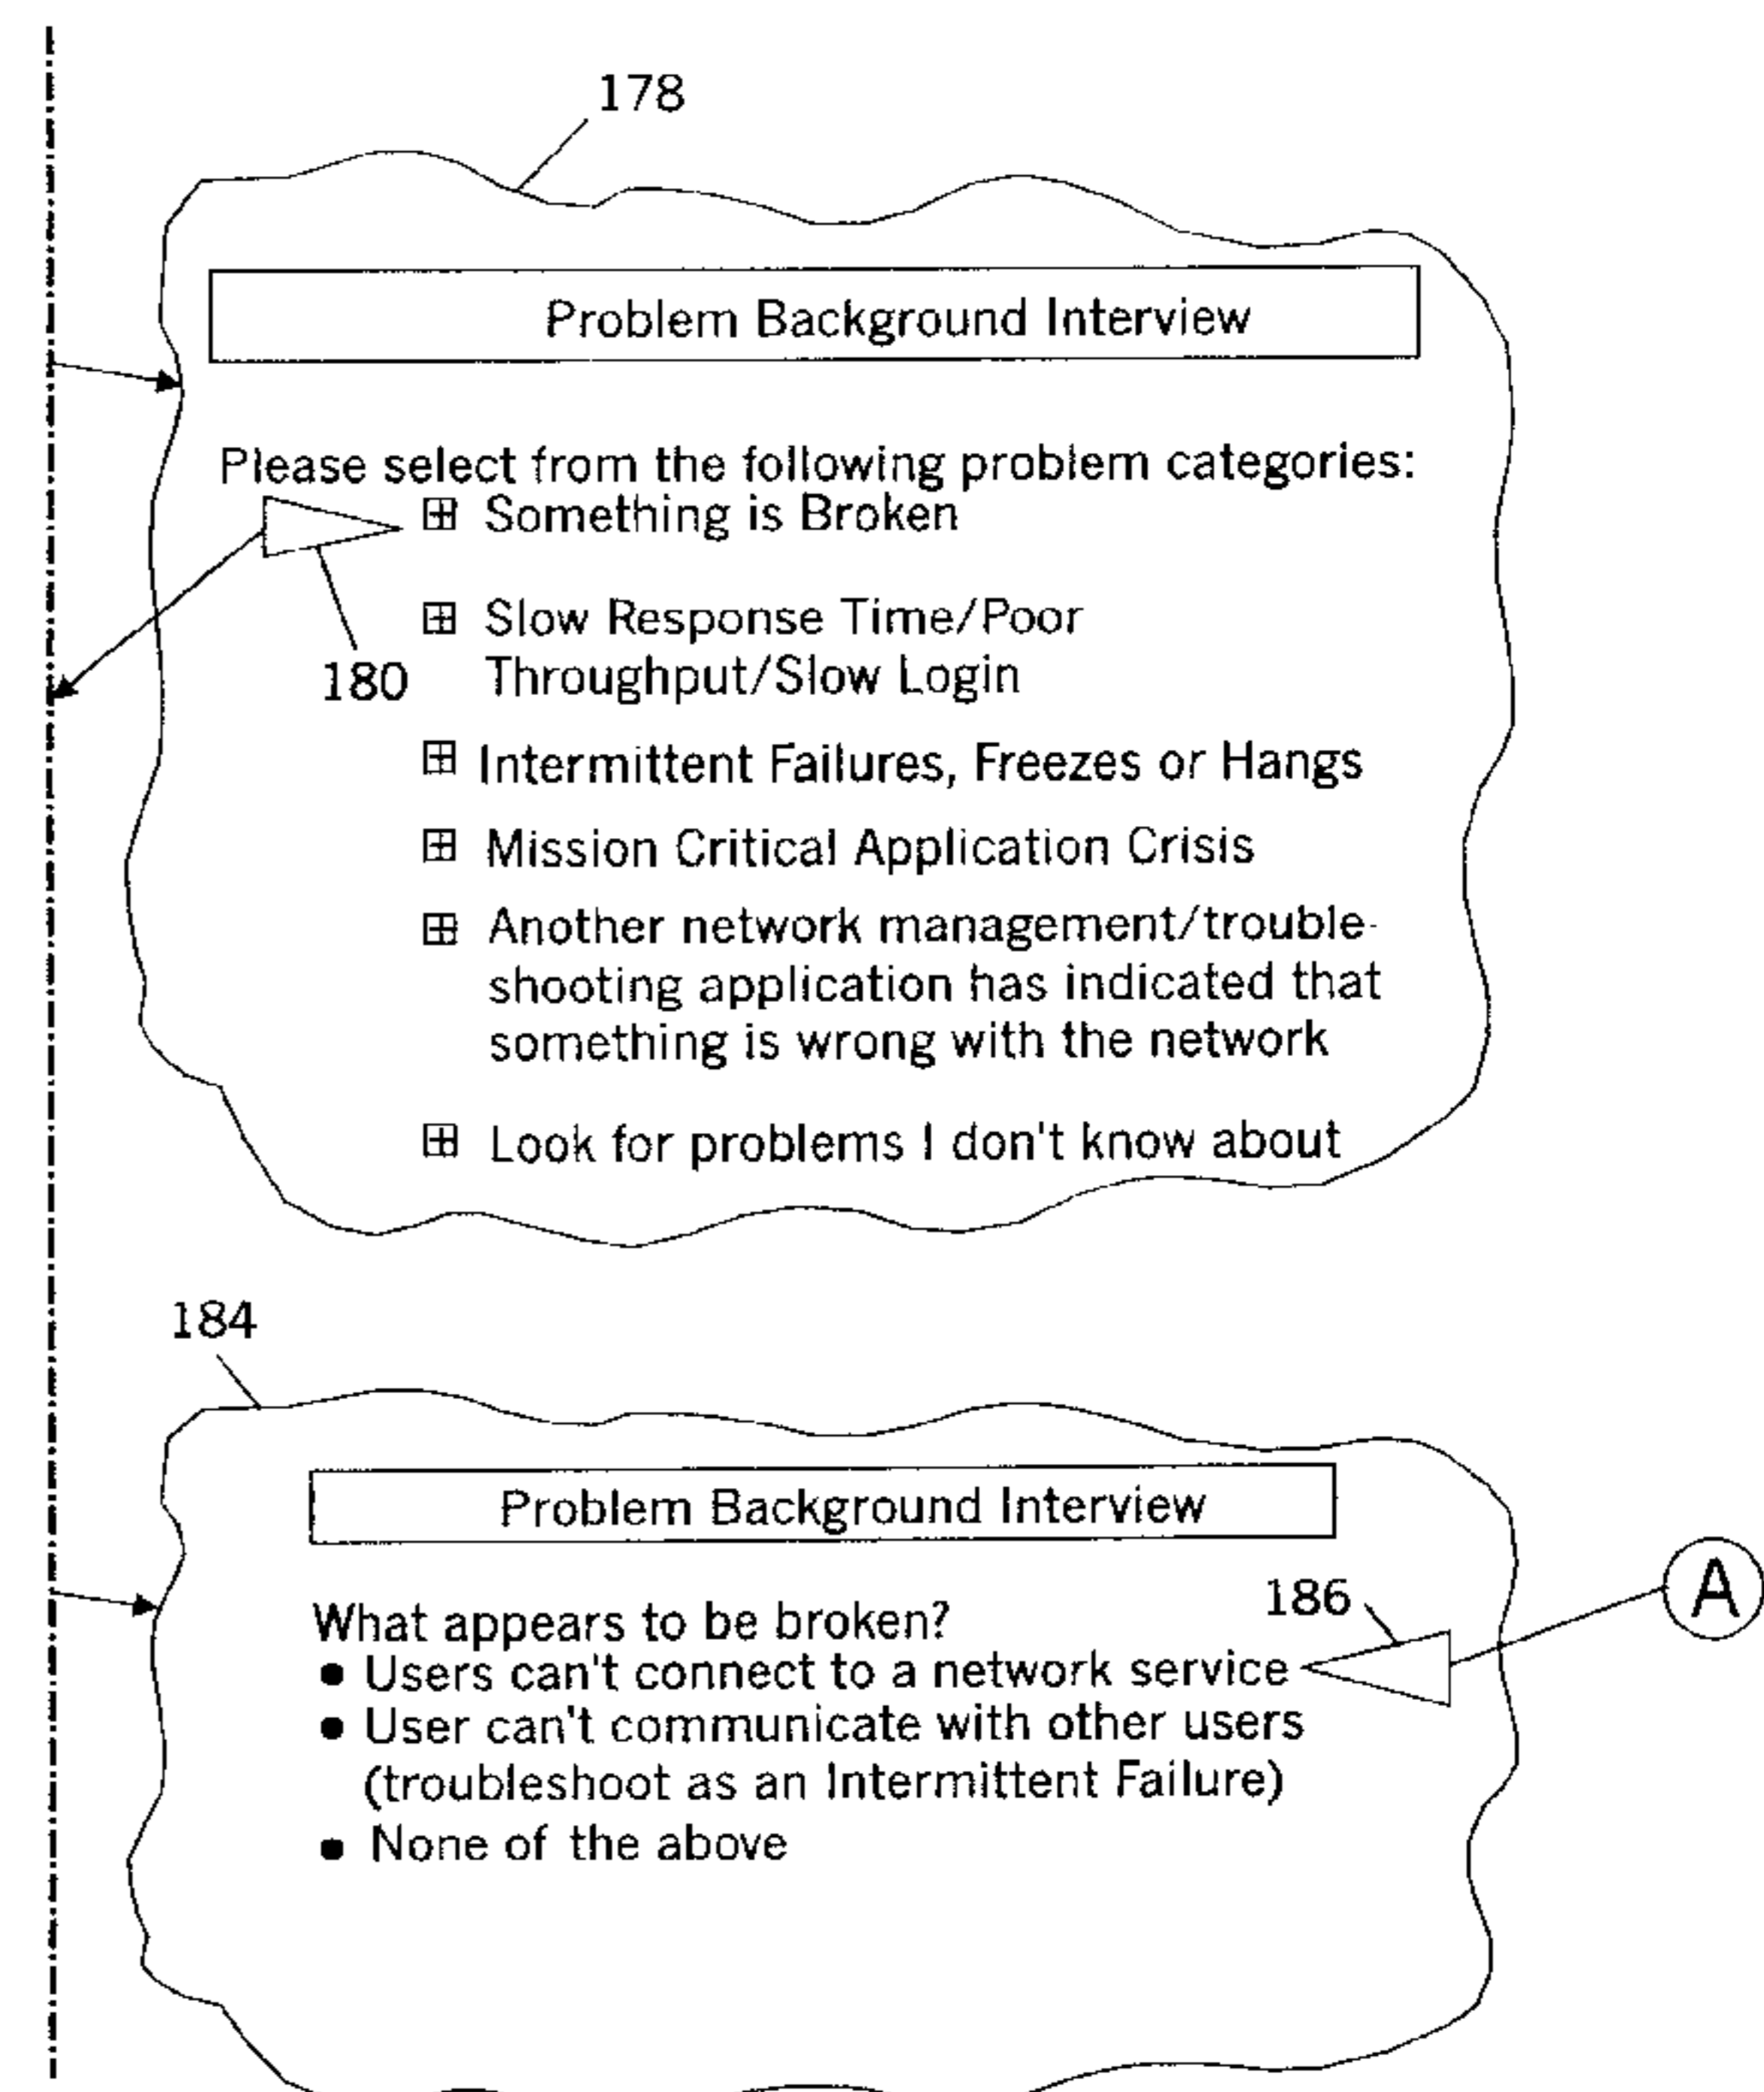 178
Problem Background Interview
Please select from the following problem categories:
Something is Broken
180
Slow Response Time/Poor
Throughput/Slow Login
Intermittent Failures, Freezes or Hangs
Mission Critical Application Crisis
Another network management/trouble-
shooting application has indicated that
something is wrong with the network
Look for problems I don't know about
184
Problem Background Interview
186
A
What appears to be broken?
● Users can't connect to a network service
● User can't communicate with other users
(troubleshoot as an Intermittent Failure)
● None of the above